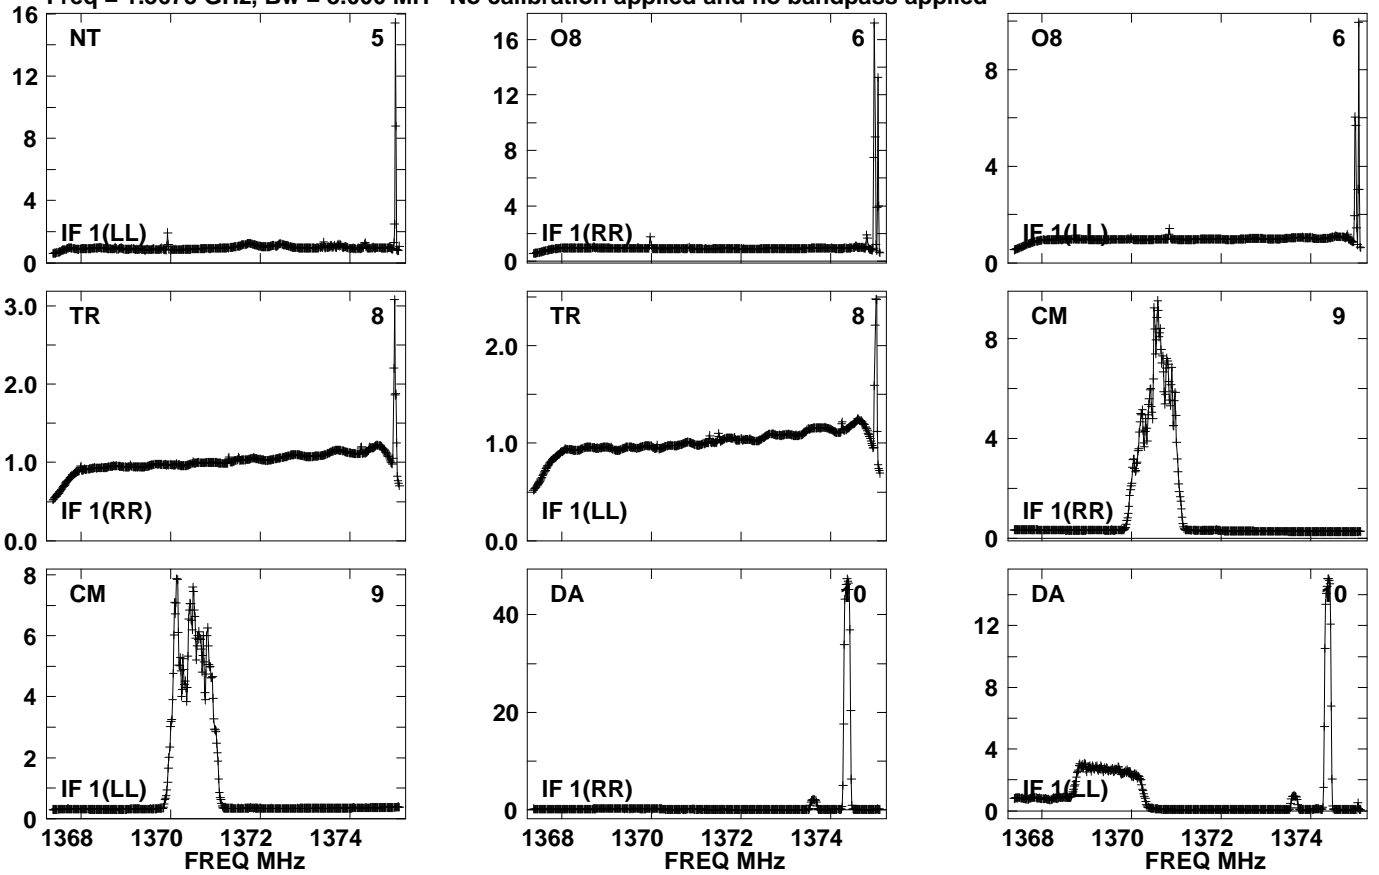 No calibration applied and no bandpass applied
16 NT 5
12
8
4
IF 1(LL)
0
16 O8 6
12
8
4
IF 1(RR)
0
O8 6
8
4
IF 1(LL)
0
3.0 TR 8
2.0
1.0
IF 1(RR)
0.0
TR 8
2.0
1.0
IF 1(LL)
0.0
CM 9
8
4
IF 1(RR)
0
8 CM 9
6
4
2
IF 1(LL)
0
1368 1370 1372 1374
FREQ MHz
DA 10
40
20
IF 1(RR)
0
1368 1370 1372 1374
FREQ MHz
DA 10
12
8
4
IF 1(LL)
0
1368 1370 1372 1374
FREQ MHz